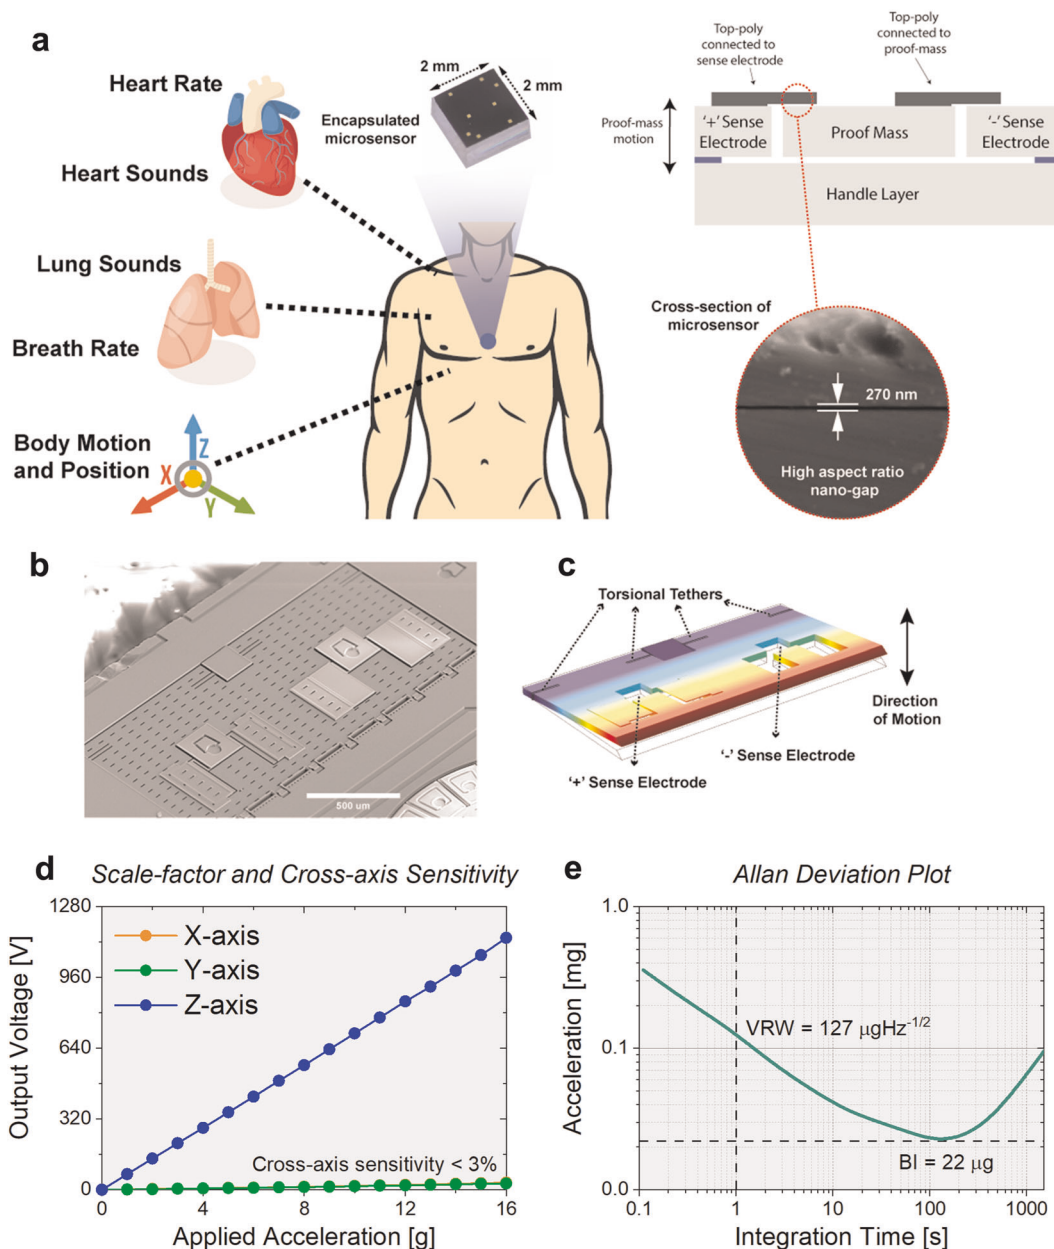 a
Heart Rate
Heart Sounds
Lung Sounds
Breath Rate
Body Motion
and Position
X
Y
Z
Encapsulated
microsensor
2 mm
2 mm
Top-poly
connected to
sense electrode
Top-poly
connected to
proof-mass
Proof-mass
motion
'+' Sense
Electrode
Proof Mass
'-' Sense
Electrode
Handle Layer
Cross-section of
microsensor
270 nm
High aspect ratio
nano-gap
b
500 um
c
Torsional Tethers
Direction
of Motion
'-' Sense Electrode
'+' Sense Electrode
d
Scale-factor and Cross-axis Sensitivity
Output Voltage [V]
1280
960
640
320
0
X-axis
Y-axis
Z-axis
Cross-axis sensitivity < 3%
0 4 8 12 16
Applied Acceleration [g]
e
Allan Deviation Plot
Acceleration [mg]
1.0
0.1
0.0
VRW = 127 µgHz-1/2
BI = 22 µg
0.1 1 10 100 1000
Integration Time [s]